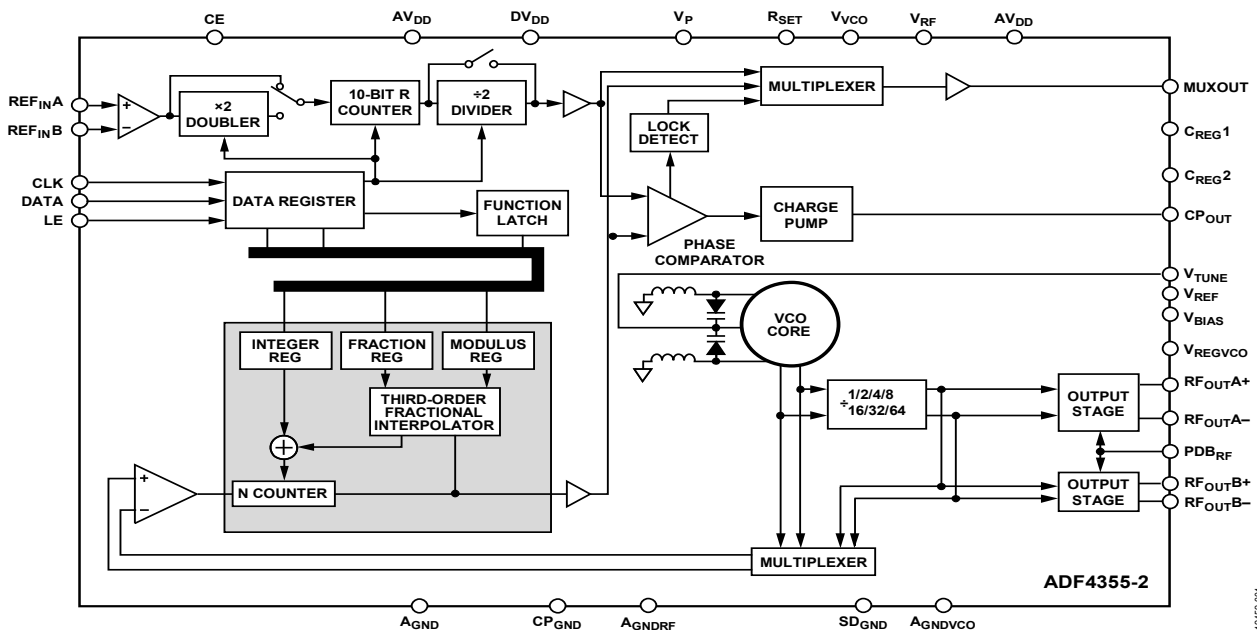 CE
AVDD
DVDD
VP
RSET
VVCO
VRF
AVDD
REFINA
REFINB
+
−
×2
DOUBLER
10-BIT R
COUNTER
÷2
DIVIDER
MULTIPLEXER
MUXOUT
LOCK
DETECT
CREG1
CREG2
CLK
DATA
LE
DATA REGISTER
FUNCTION
LATCH
PHASE
COMPARATOR
CHARGE
PUMP
CPOUT
VTUNE
VREF
VBIAS
VREGVCO
VCO
CORE
INTEGER
REG
FRACTION
REG
MODULUS
REG
THIRD-ORDER
FRACTIONAL
INTERPOLATOR
+
N COUNTER
+
−
÷1/2/4/8
16/32/64
OUTPUT
STAGE
RFOUTA+
RFOUTA−
PDBRF
OUTPUT
STAGE
RFOUTB+
RFOUTB−
MULTIPLEXER
ADF4355-2
AGND
CPGND
AGNDRF
SDGND
AGNDVCO